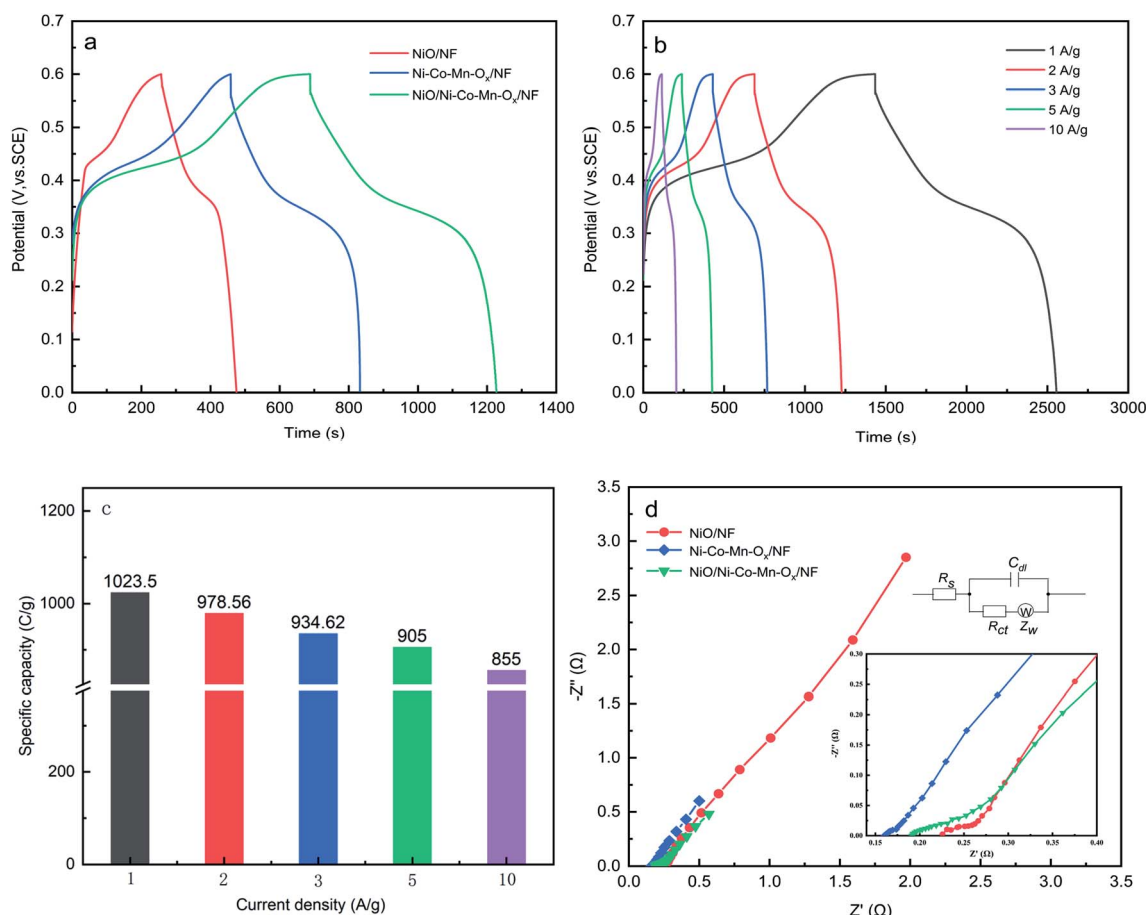 a
NiO/NF
Ni-Co-Mn-Oₓ/NF
NiO/Ni-Co-Mn-Oₓ/NF
0.7
0.6
0.5
0.4
0.3
0.2
0.1
0.0
Potential (V,vs.SCE)
0 200 400 600 800 1000 1200 1400
Time (s)
b
1 A/g
2 A/g
3 A/g
5 A/g
10 A/g
0.7
0.6
0.5
0.4
0.3
0.2
0.1
0.0
Potential (V vs.SCE)
0 500 1000 1500 2000 2500 3000
Time (s)
c
1200
1000
200
0
Specific capacity (C/g)
1023.5
978.56
934.62
905
855
1 2 3 5 10
Current density (A/g)
d
NiO/NF
Ni-Co-Mn-Oₓ/NF
NiO/Ni-Co-Mn-Oₓ/NF
3.5
3.0
2.5
2.0
1.5
1.0
0.5
0.0
-Z'' (Ω)
0.0 0.5 1.0 1.5 2.0 2.5 3.0 3.5
Z' (Ω)
Rs
Cdl
Rct
W
Zw
0.30
0.25
0.20
0.15
0.10
0.05
0.00
-Z'' (Ω)
0.15 0.20 0.25 0.30 0.35 0.40
Z' (Ω)